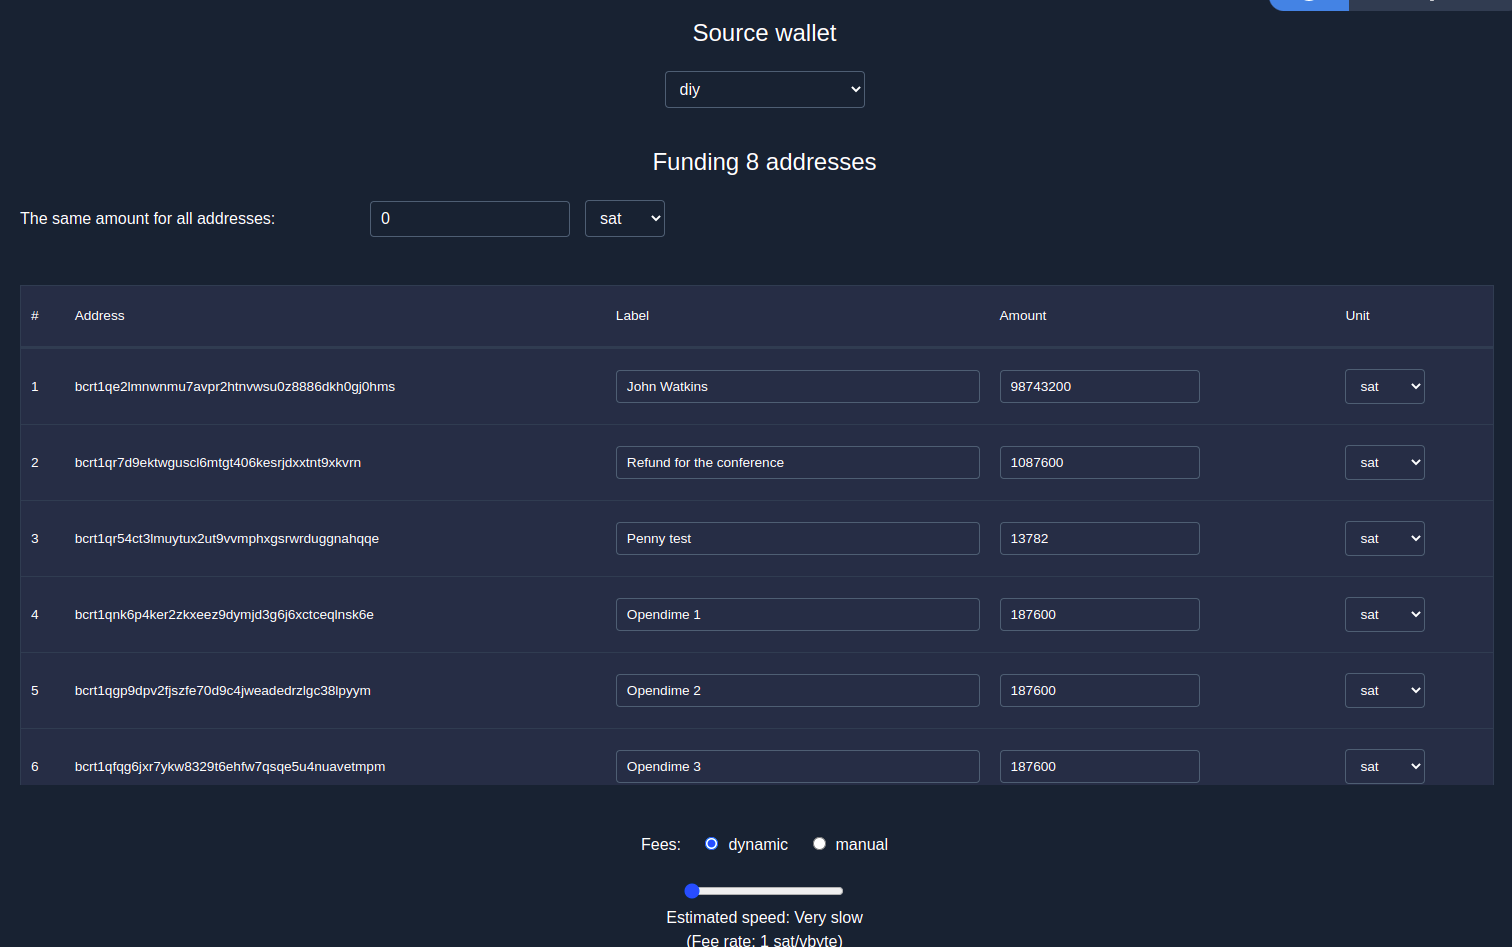 Source wallet
diy
Funding 8 addresses
The same amount for all addresses: 0 sat
# Address Label Amount Unit
1 bcrt1qe2lmnwnmu7avpr2htnvwsu0z8886dkh0gj0hms John Watkins 98743200 sat
2 bcrt1qr7d9ektwguscl6mtgt406kesrjdxxtnt9xkvrn Refund for the conference 1087600 sat
3 bcrt1qr54ct3lmuytux2ut9vvmphxgsrwrduggnahqqe Penny test 13782 sat
4 bcrt1qnk6p4ker2zkxeez9dymjd3g6j6xctceqlnsk6e Opendime 1 187600 sat
5 bcrt1qgp9dpv2fjszfe70d9c4jweadedrzlgc38lpyym Opendime 2 187600 sat
6 bcrt1qfqg6jxr7ykw8329t6ehfw7qsqe5u4nuavetmpm Opendime 3 187600 sat
Fees: dynamic manual
Estimated speed: Very slow
(Fee rate: 1 sat/vbyte)